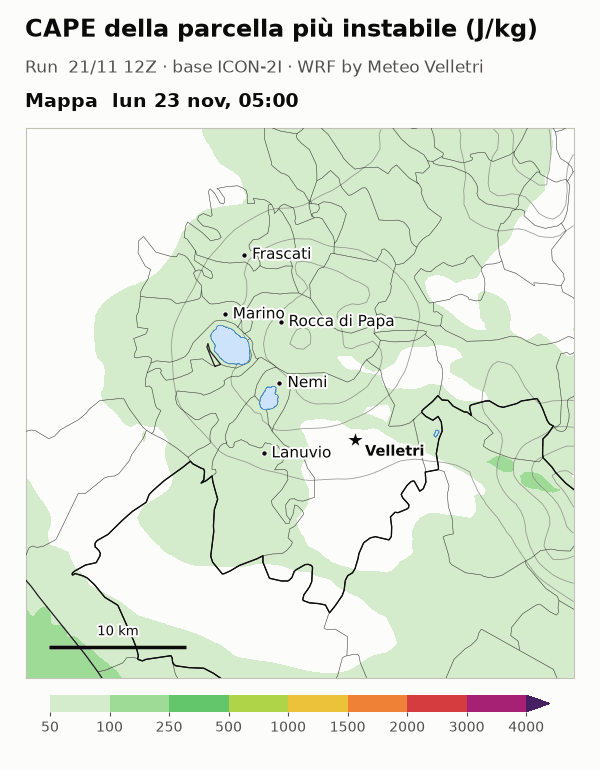 CAPE della parcella più instabile (J/kg)
Run  21/11 12Z · base ICON-2I · WRF by Meteo Velletri
Mappa  lun 23 nov, 05:00
Frascati
Marino
Rocca di Papa
Nemi
Velletri
Lanuvio
10 km
50 100 250 500 1000 1500 2000 3000 4000